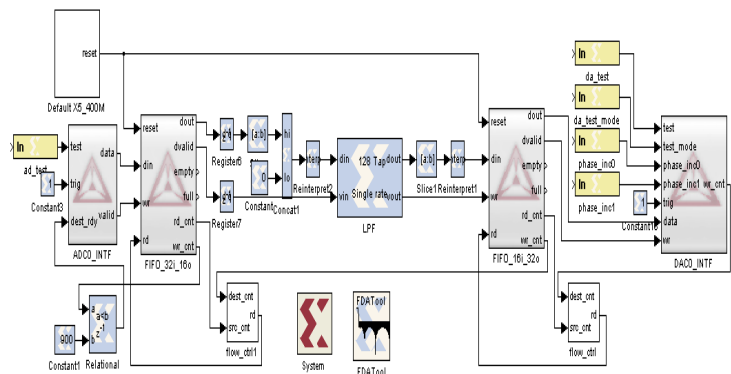 reset
Default X5_400M
In
ad_test
1
Constant3
test
trig
dest_rdy
data
valid
ADC0_INTF
reset
din
wr
rd
dout
dvalid
empty
full
rd_cnt
wr_cnt
FIFO_32i_16o
Register6
Register7
[a:b]
0
Constant
hi
lo
Concat1
Reinterpret2
din
vin
128 Tap
Single rate
dout
vout
LPF
[a:b]
Slice1
Reinterpret1
reset
din
wr
rd
dout
dvalid
empty
full
rd_cnt
wr_cnt
FIFO_16i_32o
In
da_test
In
da_test_mode
In
phase_inc0
In
phase_inc1
1
test
test_mode
phase_inc0
phase_inc1
trig
data
wr
wr_cnt
DAC0_INTF
900
Constant1
a
b
a<b
z-1
Relational
dest_cnt
src_cnt
rd
flow_ctrl1
System
FDATool
FDATool
dest_cnt
src_cnt
rd
flow_ctrl